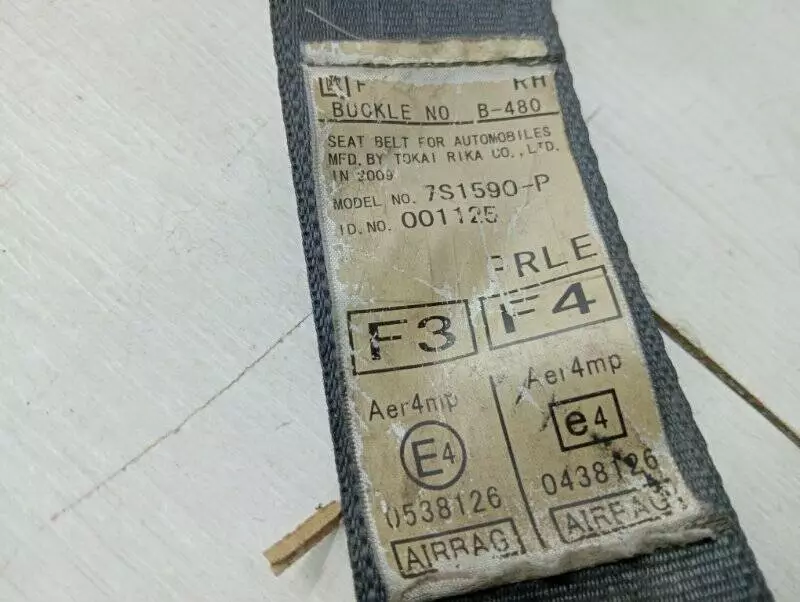 F RH
BUCKLE NO B-480
SEAT BELT FOR AUTOMOBILES
MFD. BY TOKAI RIKA CO., LTD.
IN 2009
MODEL NO. 7S1590-P
ID. NO. 001125
PRLE
F3 F4
Aer4mp Aer4mp
E4 e4
0538126 0438126
AIRBAG AIRBAG